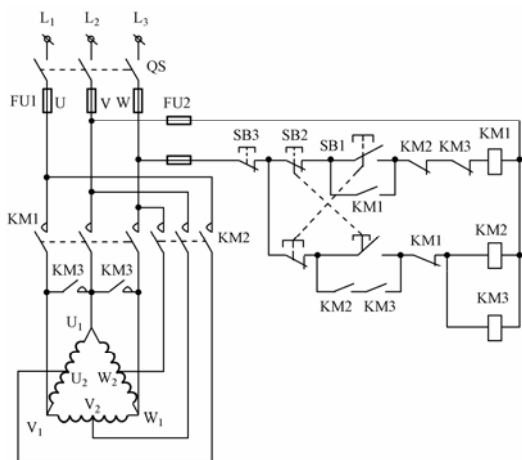 L1 L2 L3
QS
FU1 U V W FU2
SB3 SB2 SB1 KM2 KM3 KM1
KM1
KM1 KM2 KM1 KM2
KM3 KM3
KM2 KM3 KM3
U1
U2 W2
V2
V1 W1